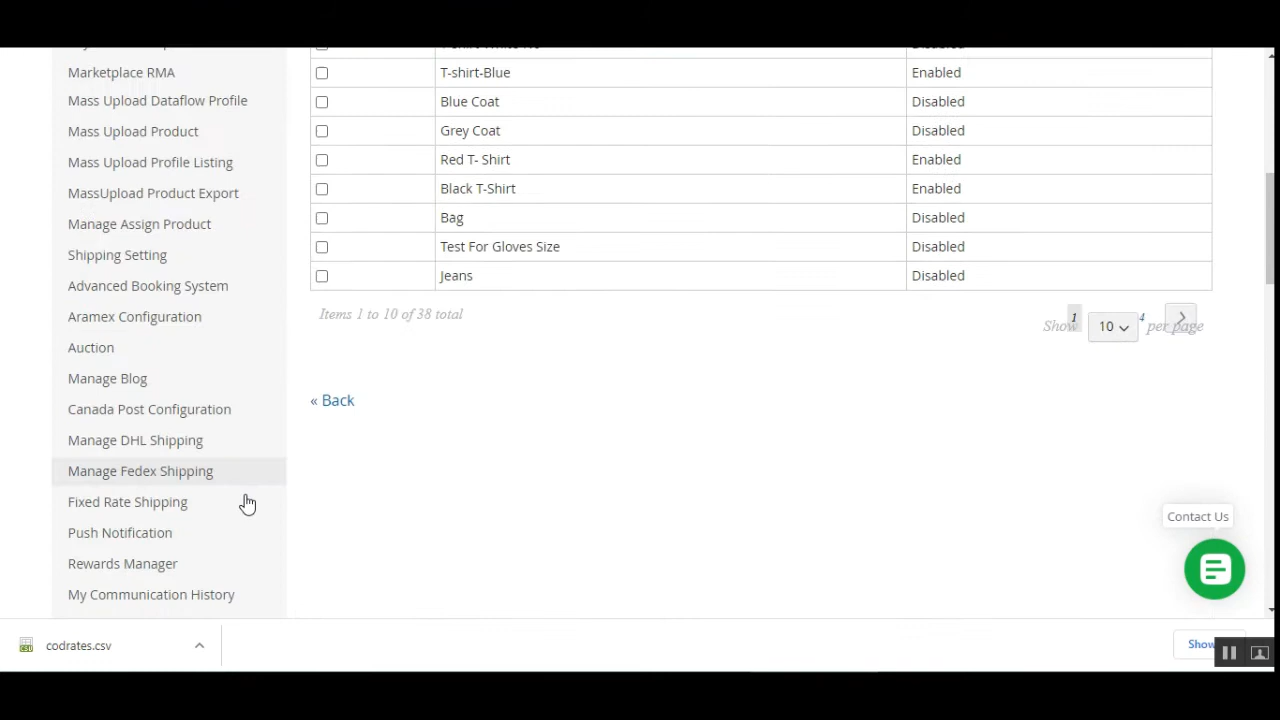 Marketplace RMA
Mass Upload Dataflow Profile
Mass Upload Product
Mass Upload Profile Listing
MassUpload Product Export
Manage Assign Product
Shipping Setting
Advanced Booking System
Aramex Configuration
Auction
Manage Blog
Canada Post Configuration
Manage DHL Shipping
Manage Fedex Shipping
Fixed Rate Shipping
Push Notification
Rewards Manager
My Communication History
T-shirt-Blue Enabled
Blue Coat Disabled
Grey Coat Disabled
Red T- Shirt Enabled
Black T-Shirt Enabled
Bag Disabled
Test For Gloves Size Disabled
Jeans Disabled
Items 1 to 10 of 38 total
1 4
Show 10 per page
« Back
Contact Us
codrates.csv
Show